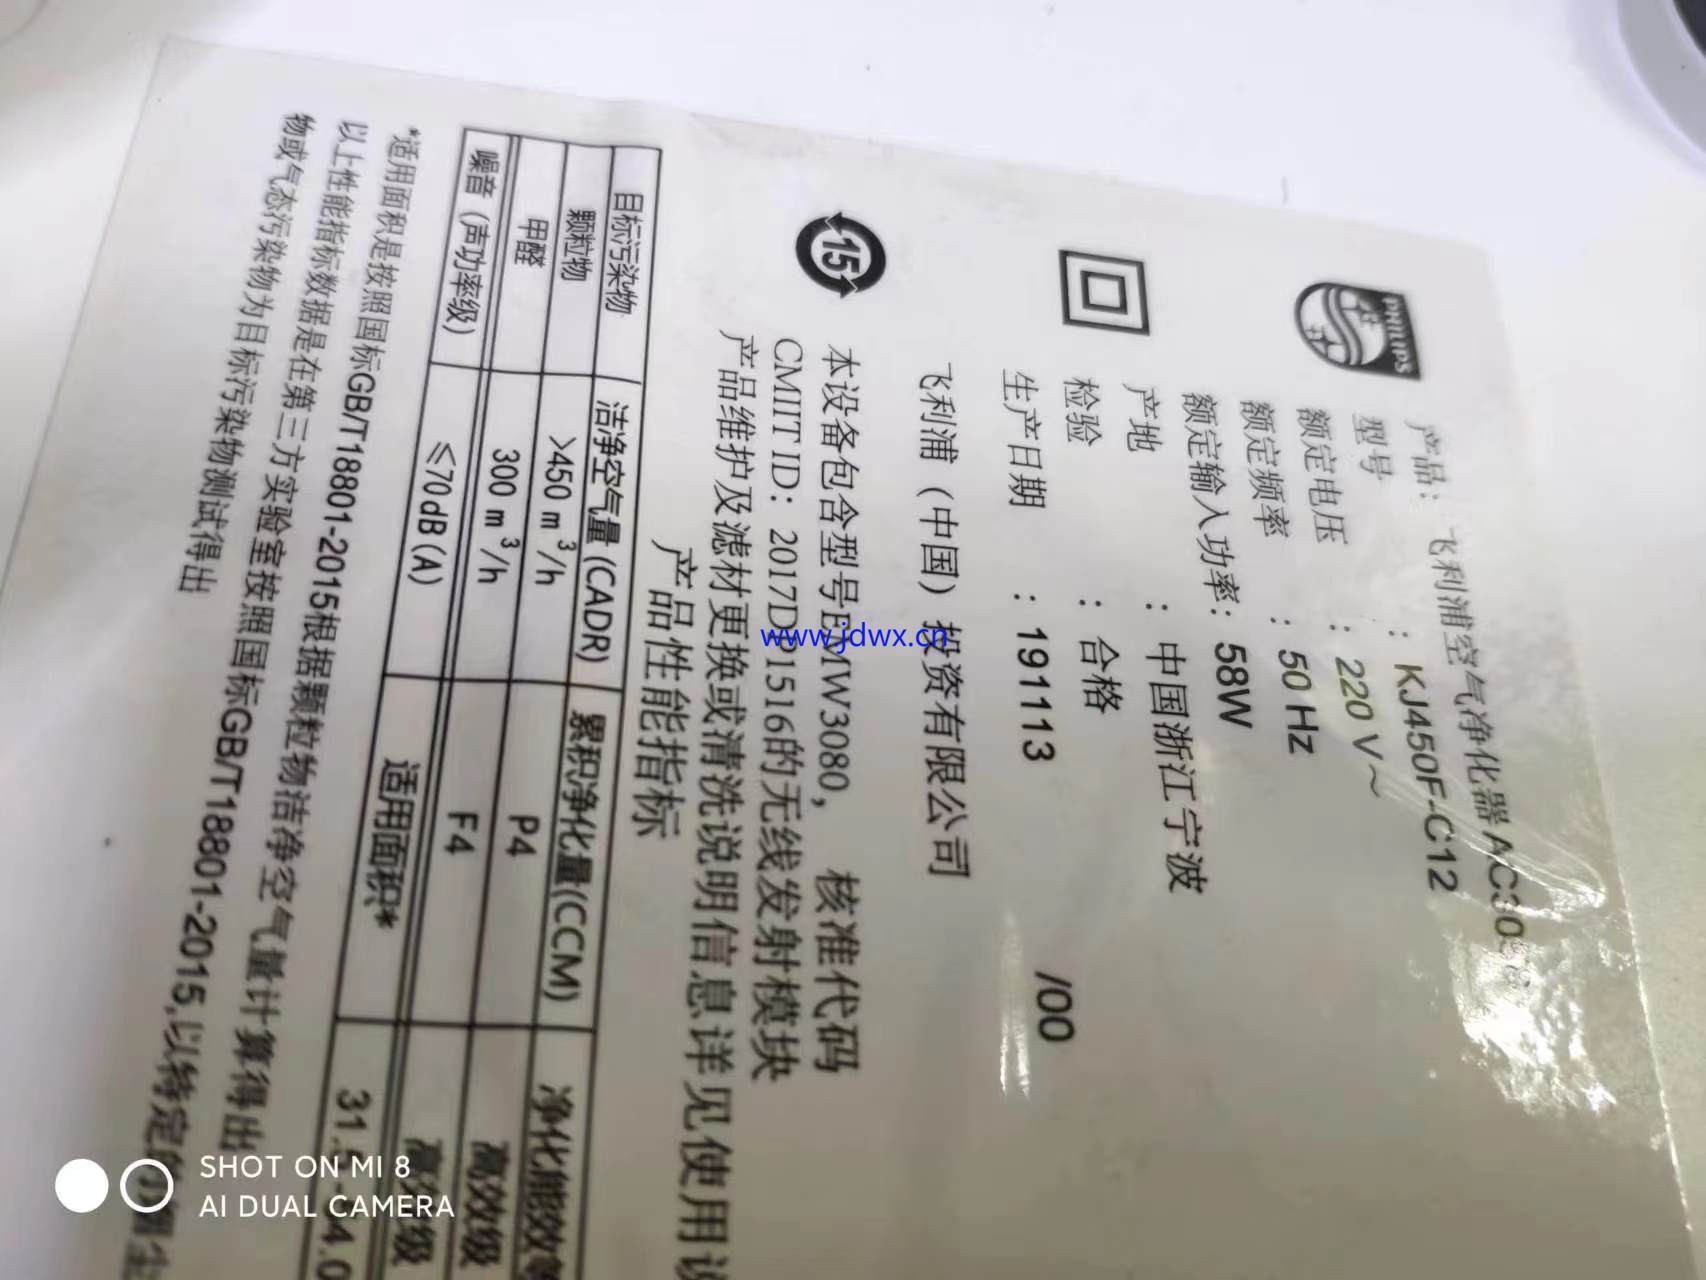 PHILIPS
产品：飞利浦空气净化器
型号：KJ450F-C12
额定电压：220 V～
额定频率：50 Hz
额定输入功率：58W
产地：中国浙江宁波
检验：合格
生产日期：191113 /00
飞利浦（中国）投资有限公司
15
本设备包含型号EMW3080， 核准代码
CMIIT ID：2017DP1516的无线发射模块
产品维护及滤材更换或清洗说明信息详见使用说
产品性能指标
目标污染物 洁净空气量(CADR) 累积净化量(CCM) 净化能效等
颗粒物 >450 m³/h P4 高效级
甲醛 300 m³/h F4 高效级
噪音（声功率级） ≤70dB(A) 适用面积*
*适用面积是按照国标GB/T18801-2015根据颗粒物洁净空气量计算得出
以上性能指标数据是在第三方实验室按照国标GB/T18801-2015,以特定的
物或气态污染物为目标污染物测试得出
www.jdwx.cn
SHOT ON MI 8
AI DUAL CAMERA